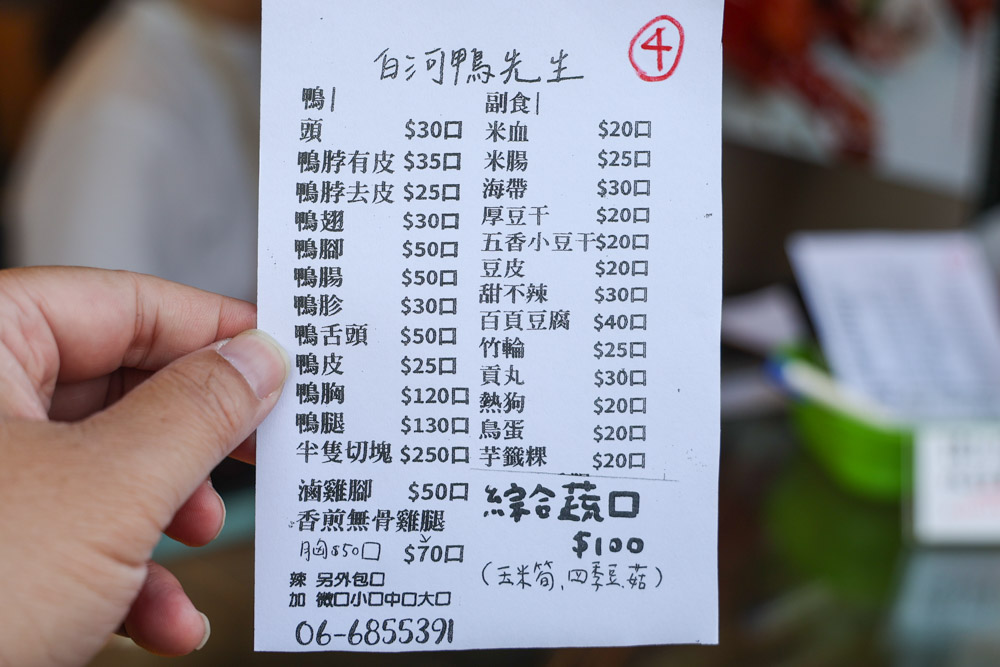 白河鴨先生
④
鴨|
頭 $30口
鴨脖有皮 $35口
鴨脖去皮 $25口
鴨翅 $30口
鴨腳 $50口
鴨腸 $50口
鴨胗 $30口
鴨舌頭 $50口
鴨皮 $25口
鴨胸 $120口
鴨腿 $130口
半隻切塊 $250口
滷雞腳 $50口
香煎無骨雞腿
胸$50口 $70口
辣 另外包口
加 微口小口中口大口
06-6855391
副食|
米血 $20口
米腸 $25口
海帶 $30口
厚豆干 $20口
五香小豆干$20口
豆皮 $20口
甜不辣 $30口
百頁豆腐 $40口
竹輪 $25口
貢丸 $30口
熱狗 $20口
鳥蛋 $20口
芋籤粿 $20口
綜合蔬口
$100
(玉米筍、四季豆、菇)